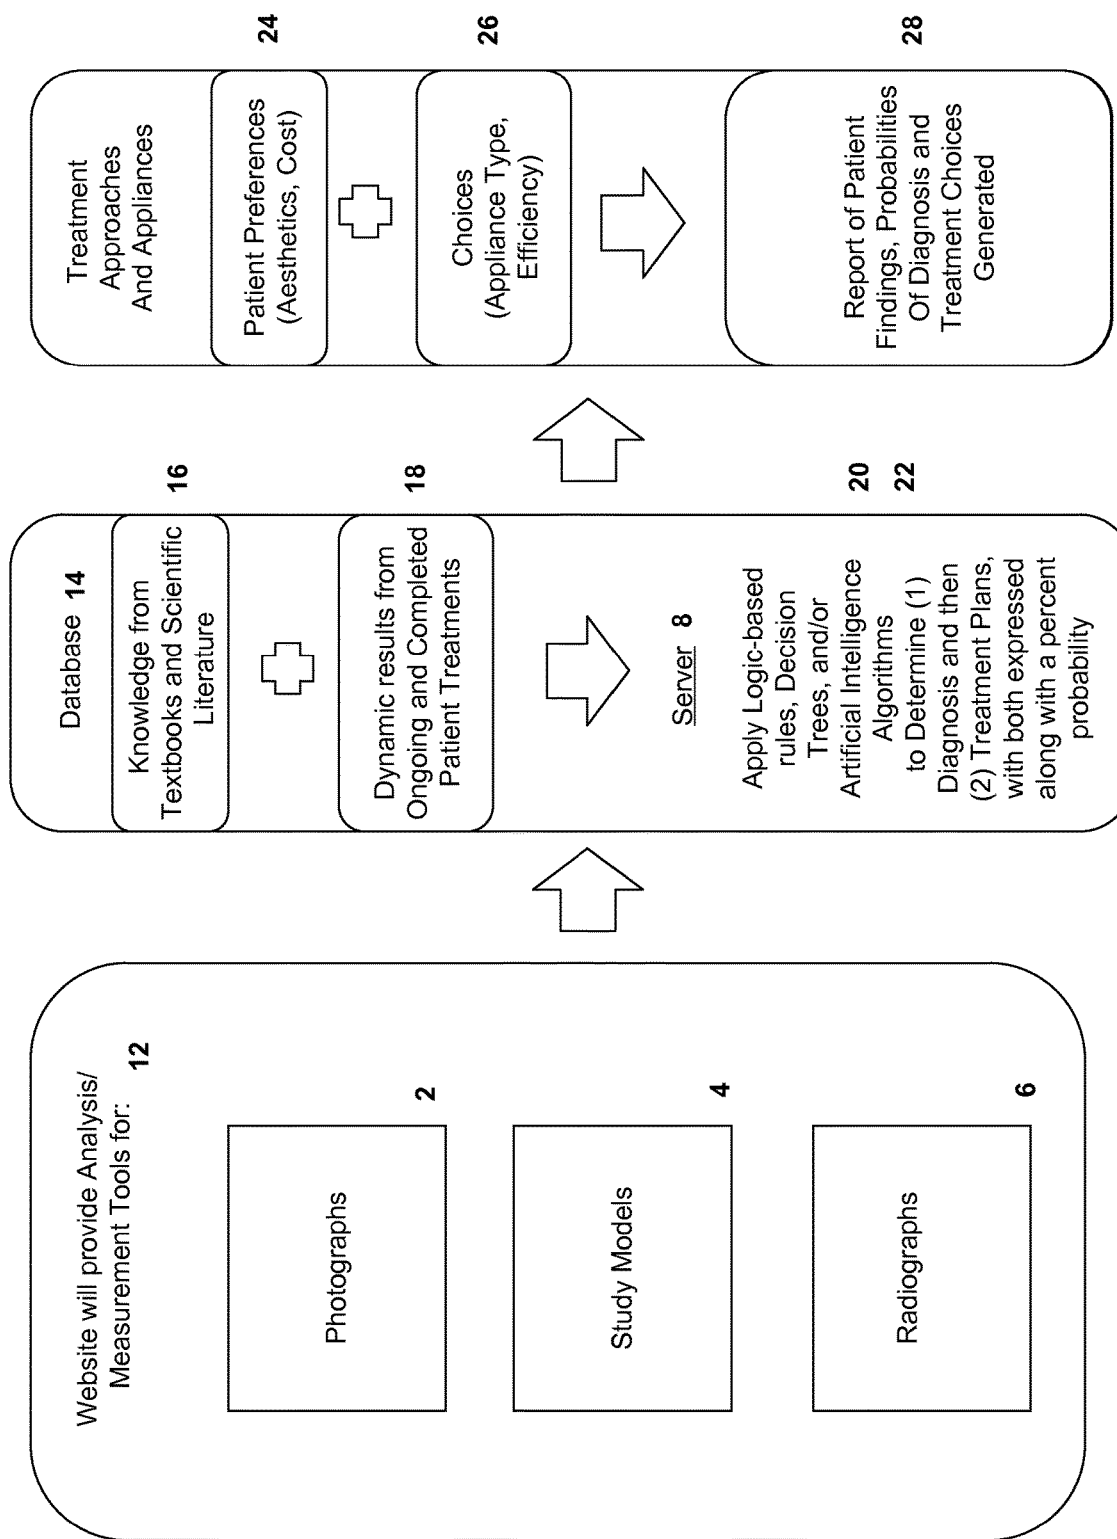 Website will provide Analysis/
Measurement Tools for:
12
Photographs
2
Study Models
4
Radiographs
6
Database 14
Knowledge from
Textbooks and Scientific
Literature
16
Dynamic results from
Ongoing and Completed
Patient Treatments
18
Server 8
Apply Logic-based
rules, Decision
Trees, and/or
Artificial Intelligence
Algorithms
to Determine (1)
Diagnosis and then
(2) Treatment Plans,
with both expressed
along with a percent
probability
20
22
Treatment
Approaches
And Appliances
Patient Preferences
(Aesthetics, Cost)
24
Choices
(Appliance Type,
Efficiency)
26
Report of Patient
Findings, Probabilities
Of Diagnosis and
Treatment Choices
Generated
28